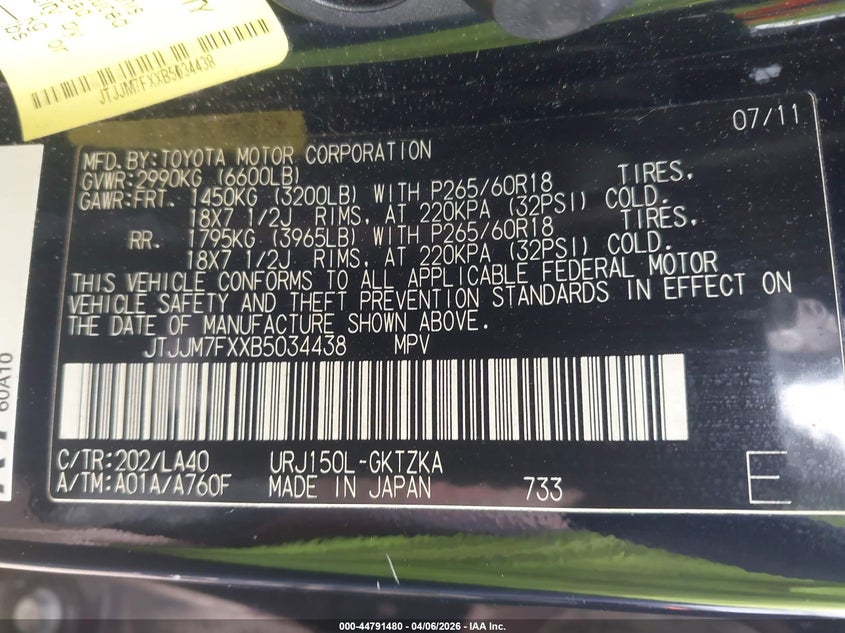 JTJJM7FXXB5034438
07/11
MFD.BY:TOYOTA MOTOR CORPORATION
GVWR:2990KG (6600LB)
GAWR:FRT. 1450KG (3200LB) WITH P265/60R18 TIRES,
18X7 1/2J RIMS, AT 220KPA (32PSI) COLD.
RR. 1795KG (3965LB) WITH P265/60R18 TIRES,
18X7 1/2J RIMS, AT 220KPA (32PSI) COLD.
THIS VEHICLE CONFORMS TO ALL APPLICABLE FEDERAL MOTOR
VEHICLE SAFETY AND THEFT PREVENTION STANDARDS IN EFFECT ON
THE DATE OF MANUFACTURE SHOWN ABOVE.
JTJJM7FXXB5034438 MPV
60A10
C/TR:202/LA40 URJ150L-GKTZKA
A/TM:A01A/A760F MADE IN JAPAN 733 E
000-44791480 - 04/06/2026 - IAA Inc.